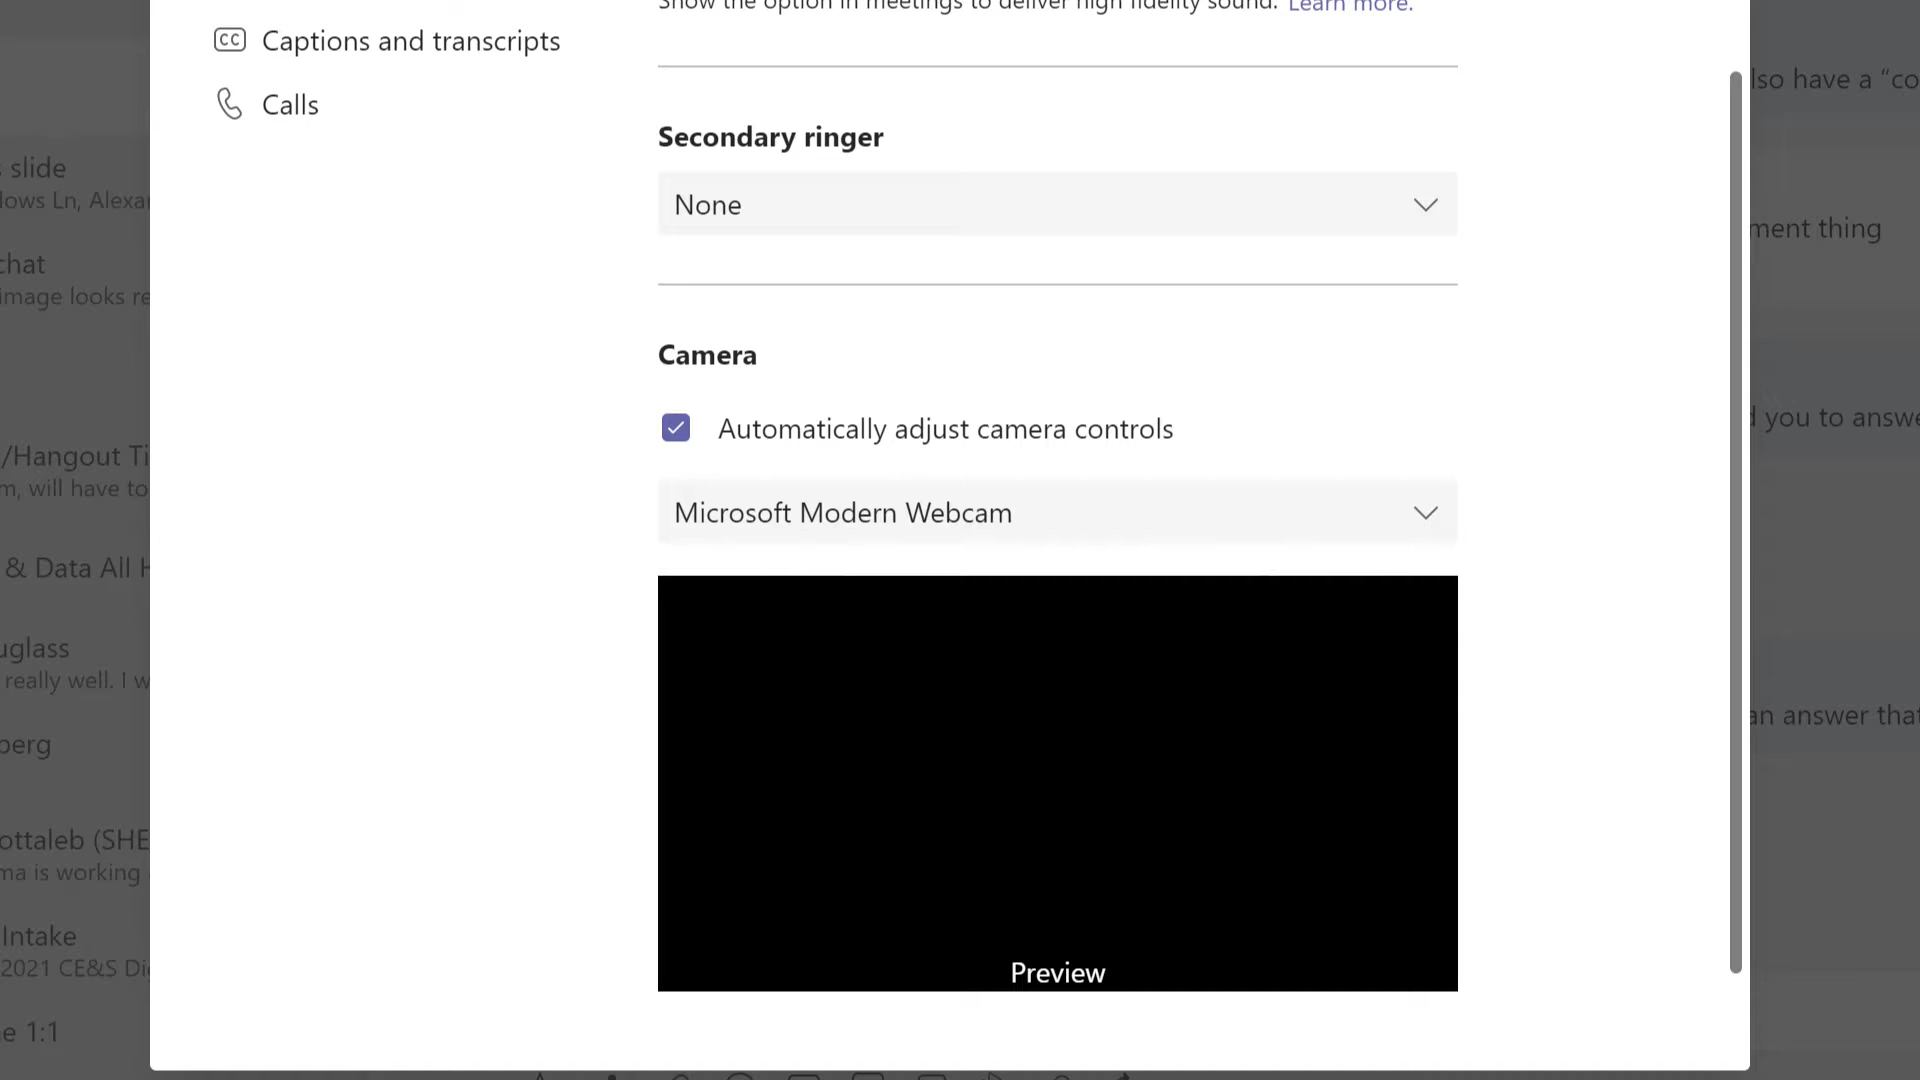 Show the option in meetings to deliver high fidelity sound. Learn more.
CC Captions and transcripts
Calls
Secondary ringer
None
Camera
Automatically adjust camera controls
Microsoft Modern Webcam
Preview
slide
lows Ln, Alexa
chat
image looks re
/Hangout Ti
m, will have to
& Data All H
uglass
really well. I w
berg
ottaleb (SHE
ma is working
Intake
2021 CE&S Di
e 1:1
lso have a “co
ment thing
d you to answe
an answer that